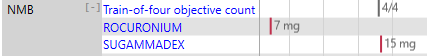 NMB [-] Train-of-four objective count 4/4
ROCURONIUM 7 mg
SUGAMMADEX 15 mg